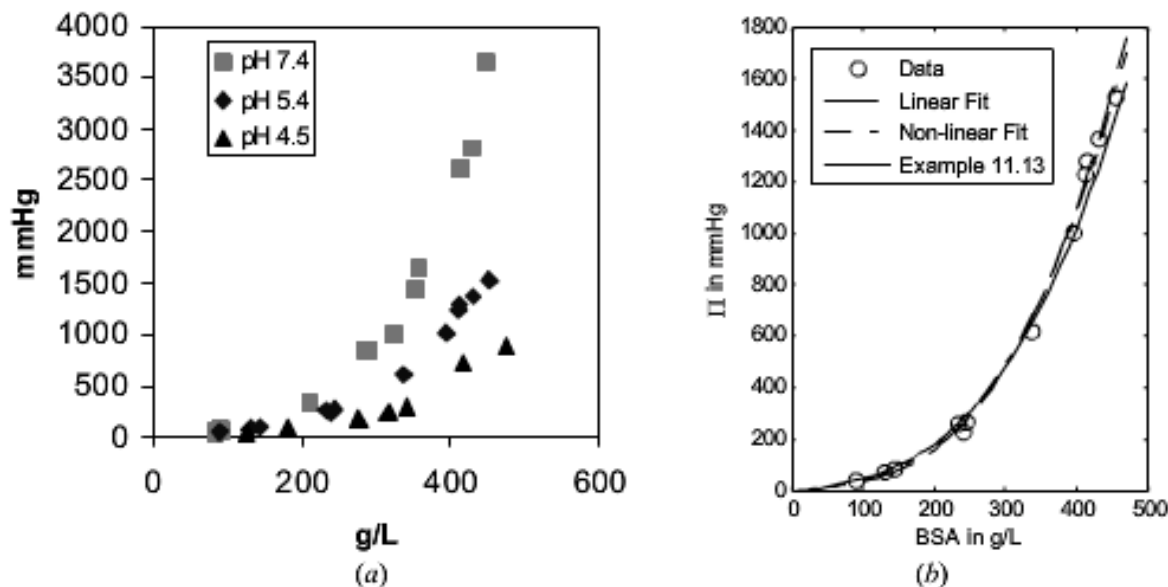 4000
3500
3000
2500
2000
1500
1000
500
0
mmHg
pH 7.4
pH 5.4
pH 4.5
0 200 400 600
g/L
(a)
1800
1600
1400
1200
1000
800
600
400
200
0
Π in mmHg
Data
Linear Fit
Non-linear Fit
Example 11.13
0 100 200 300 400 500
BSA in g/L
(b)